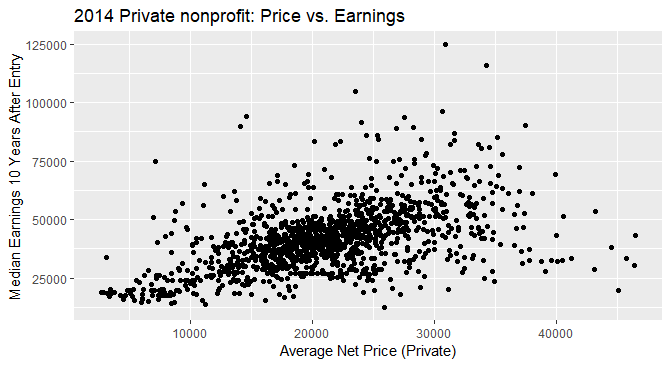 2014 Private nonprofit: Price vs. Earnings
125000
100000
75000
50000
25000
Median Earnings 10 Years After Entry
10000 20000 30000 40000
Average Net Price (Private)